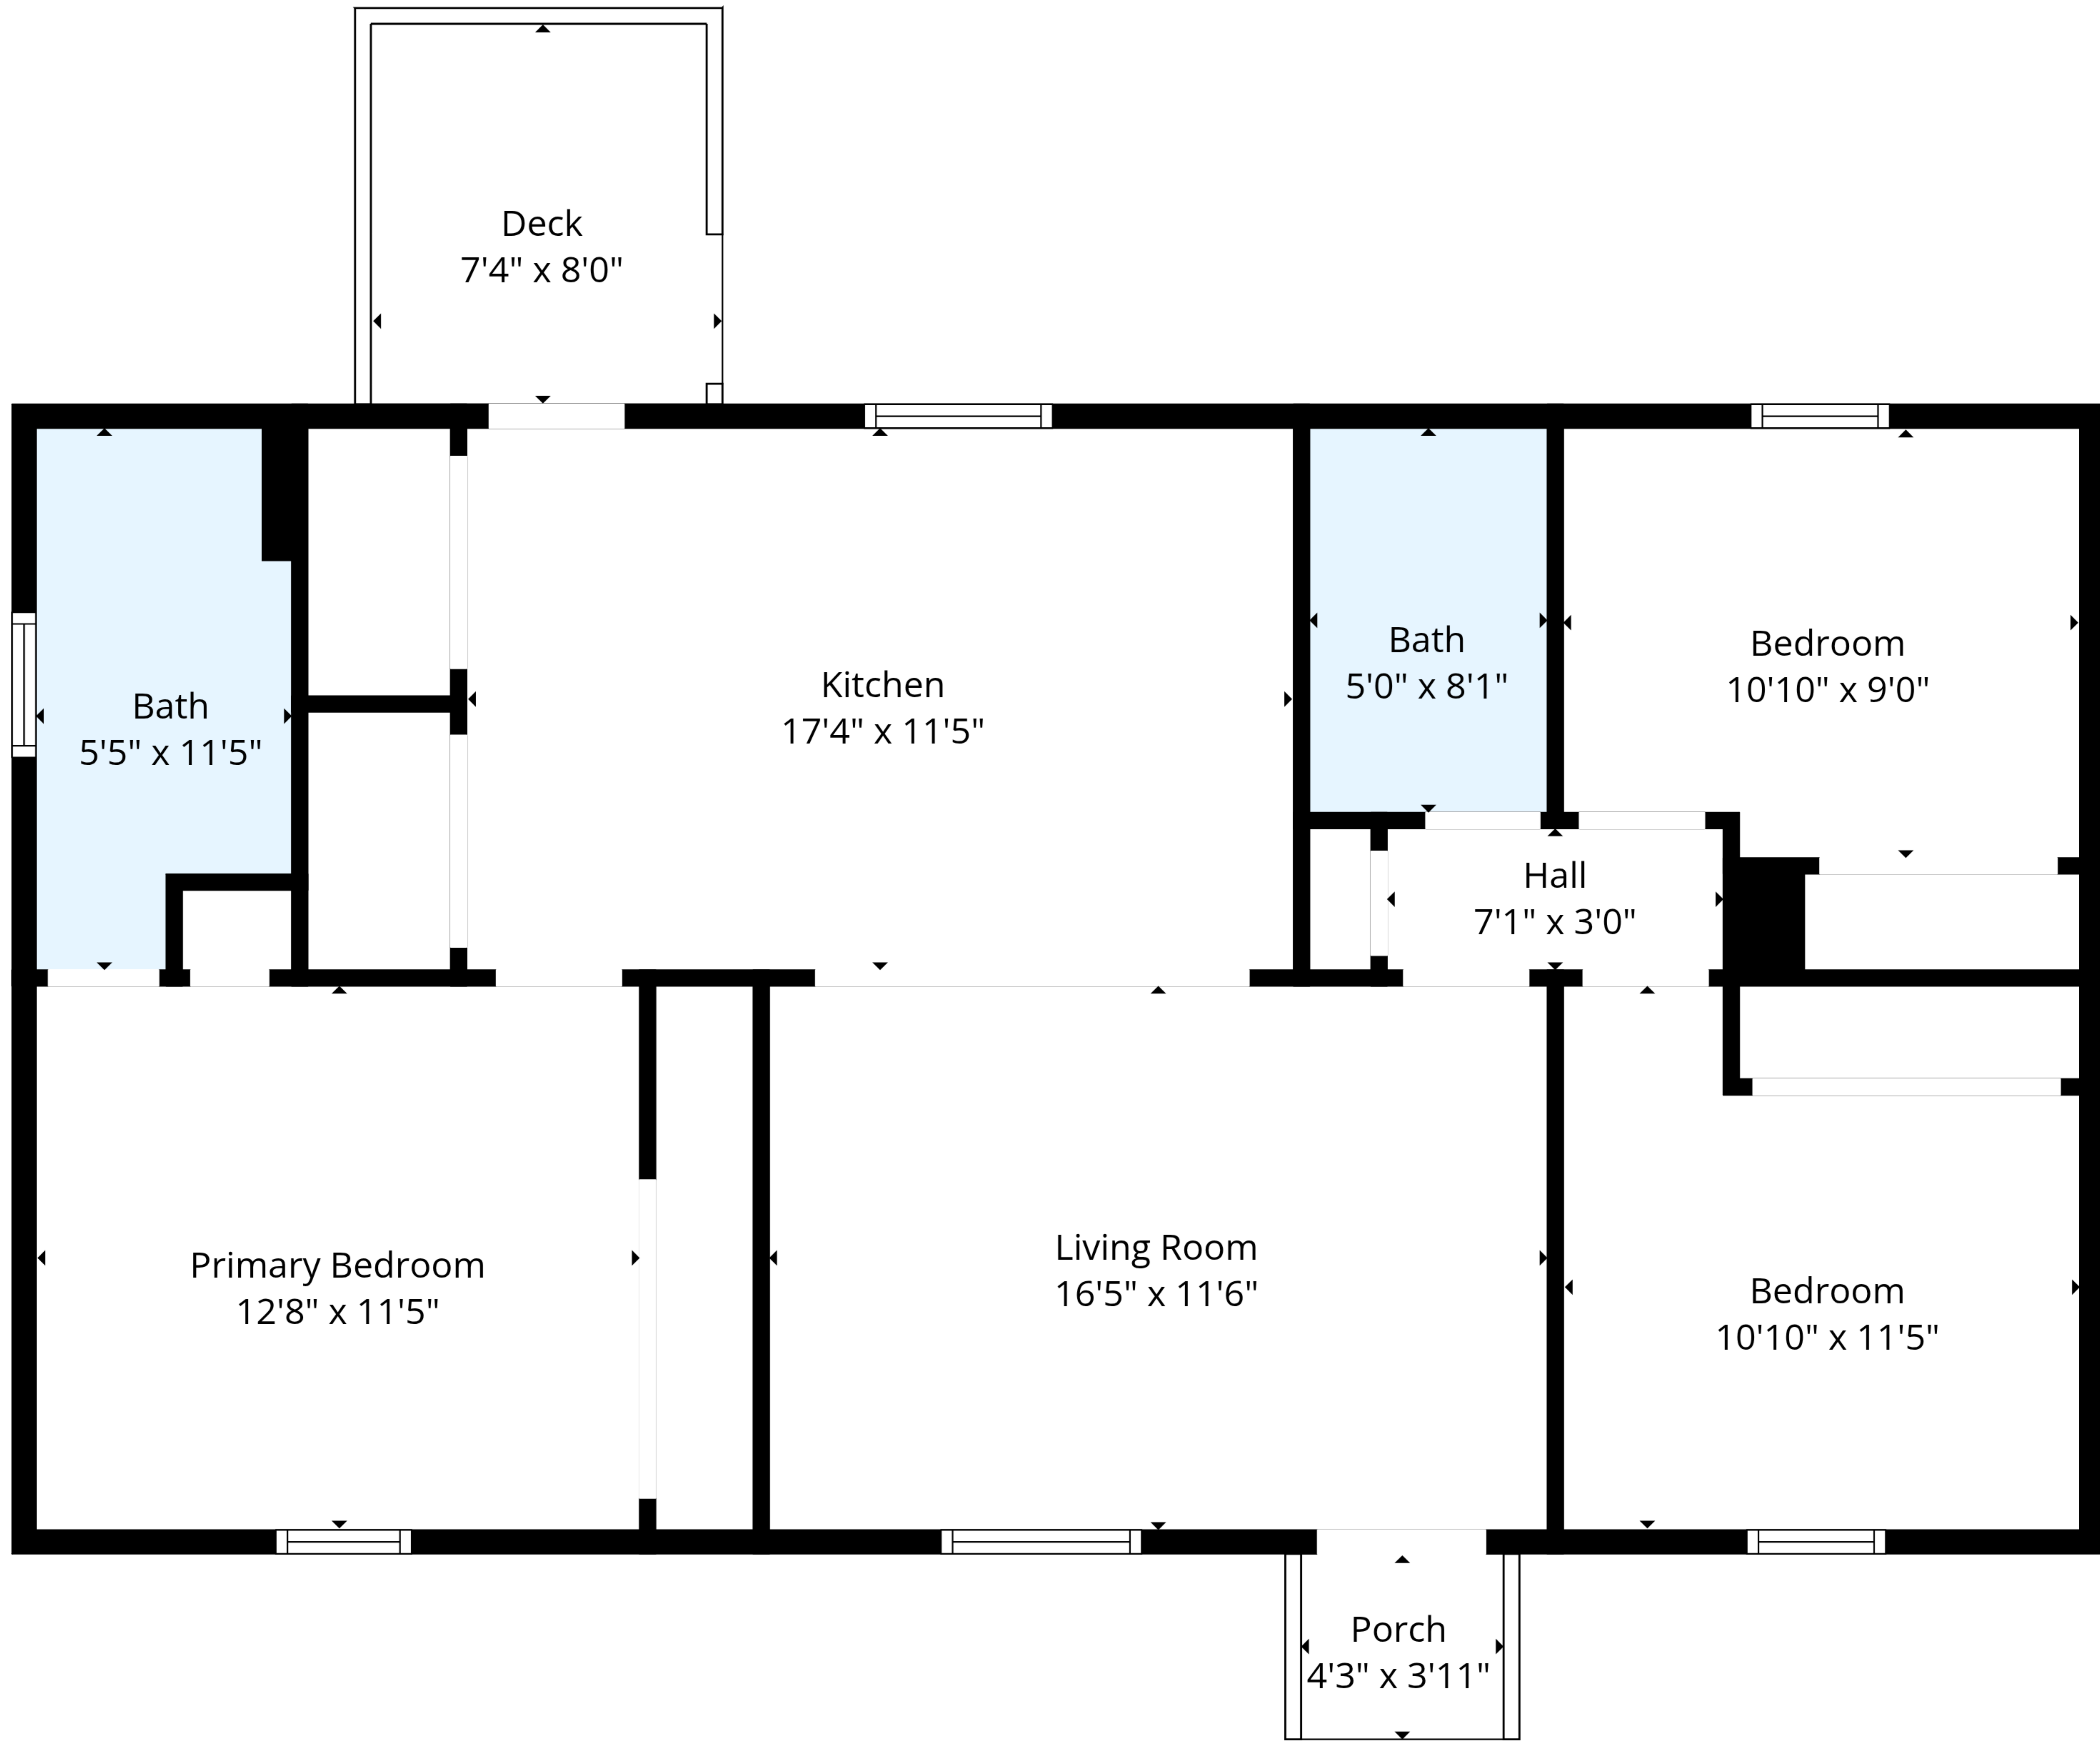 Deck
7'4" x 8'0"
Bath
5'5" x 11'5"
Kitchen
17'4" x 11'5"
Bath
5'0" x 8'1"
Bedroom
10'10" x 9'0"
Hall
7'1" x 3'0"
Primary Bedroom
12'8" x 11'5"
Living Room
16'5" x 11'6"
Bedroom
10'10" x 11'5"
Porch
4'3" x 3'11"